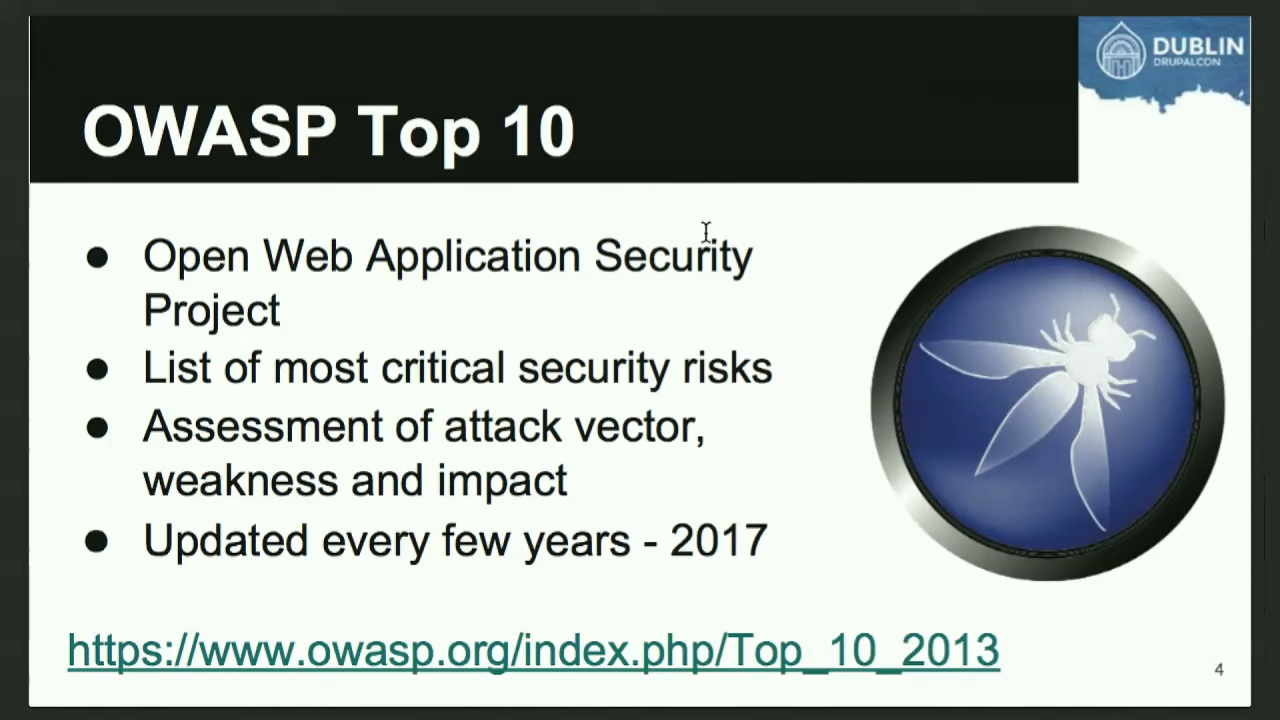 DUBLIN
DRUPALCON
OWASP Top 10
● Open Web Application Security
Project
● List of most critical security risks
● Assessment of attack vector,
weakness and impact
● Updated every few years - 2017
https://www.owasp.org/index.php/Top_10_2013
4